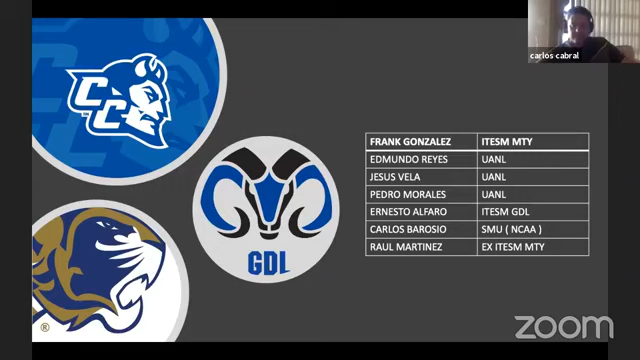 carlos cabral
CC
GDL
®
FRANK GONZALEZ ITESM MTY
EDMUNDO REYES UANL
JESUS VELA UANL
PEDRO MORALES UANL
ERNESTO ALFARO ITESM GDL
CARLOS BAROSIO SMU ( NCAA )
RAUL MARTINEZ EX ITESM MTY
zoom